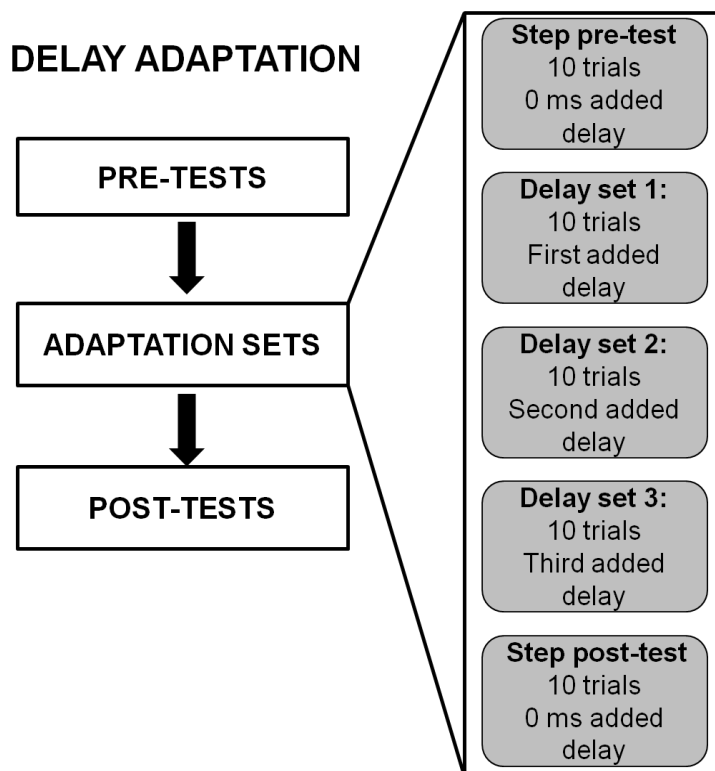 DELAY ADAPTATION
PRE-TESTS
ADAPTATION SETS
POST-TESTS
Step pre-test
10 trials
0 ms added
delay
Delay set 1:
10 trials
First added
delay
Delay set 2:
10 trials
Second added
delay
Delay set 3:
10 trials
Third added
delay
Step post-test
10 trials
0 ms added
delay